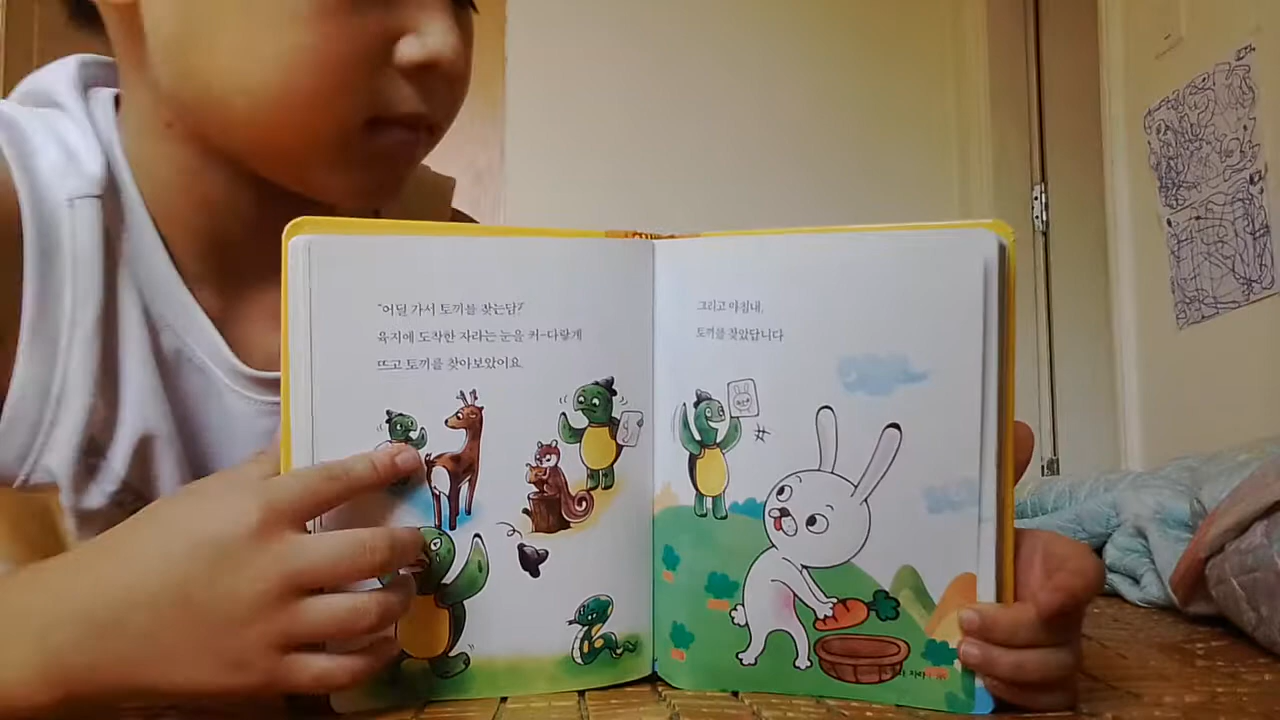 "어딜 가서 토끼를 찾는담?"
육지에 도착한 자라는 눈을 커-다랗게
뜨고 토끼를 찾아보았어요.
그리고 마침내,
토끼를 찾았답니다